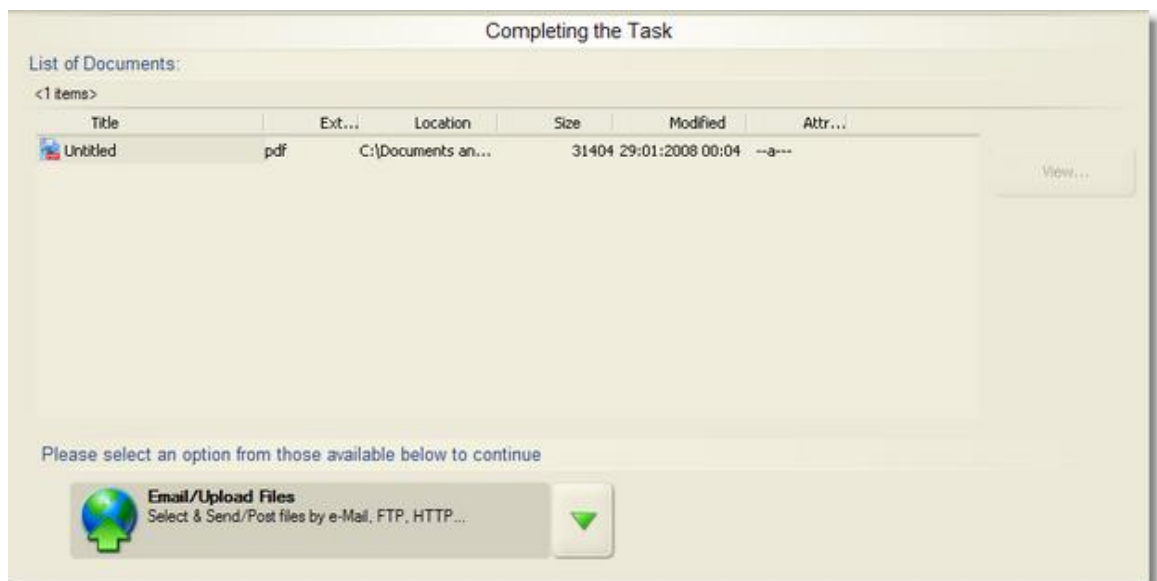 Completing the Task
List of Documents:
<1 items>
Title Ext... Location Size Modified Attr...
Untitled pdf C:\Documents an... 31404 29:01:2008 00:04 --a---
View...
Please select an option from those available below to continue
Email/Upload Files
Select & Send/Post files by e-Mail, FTP, HTTP...